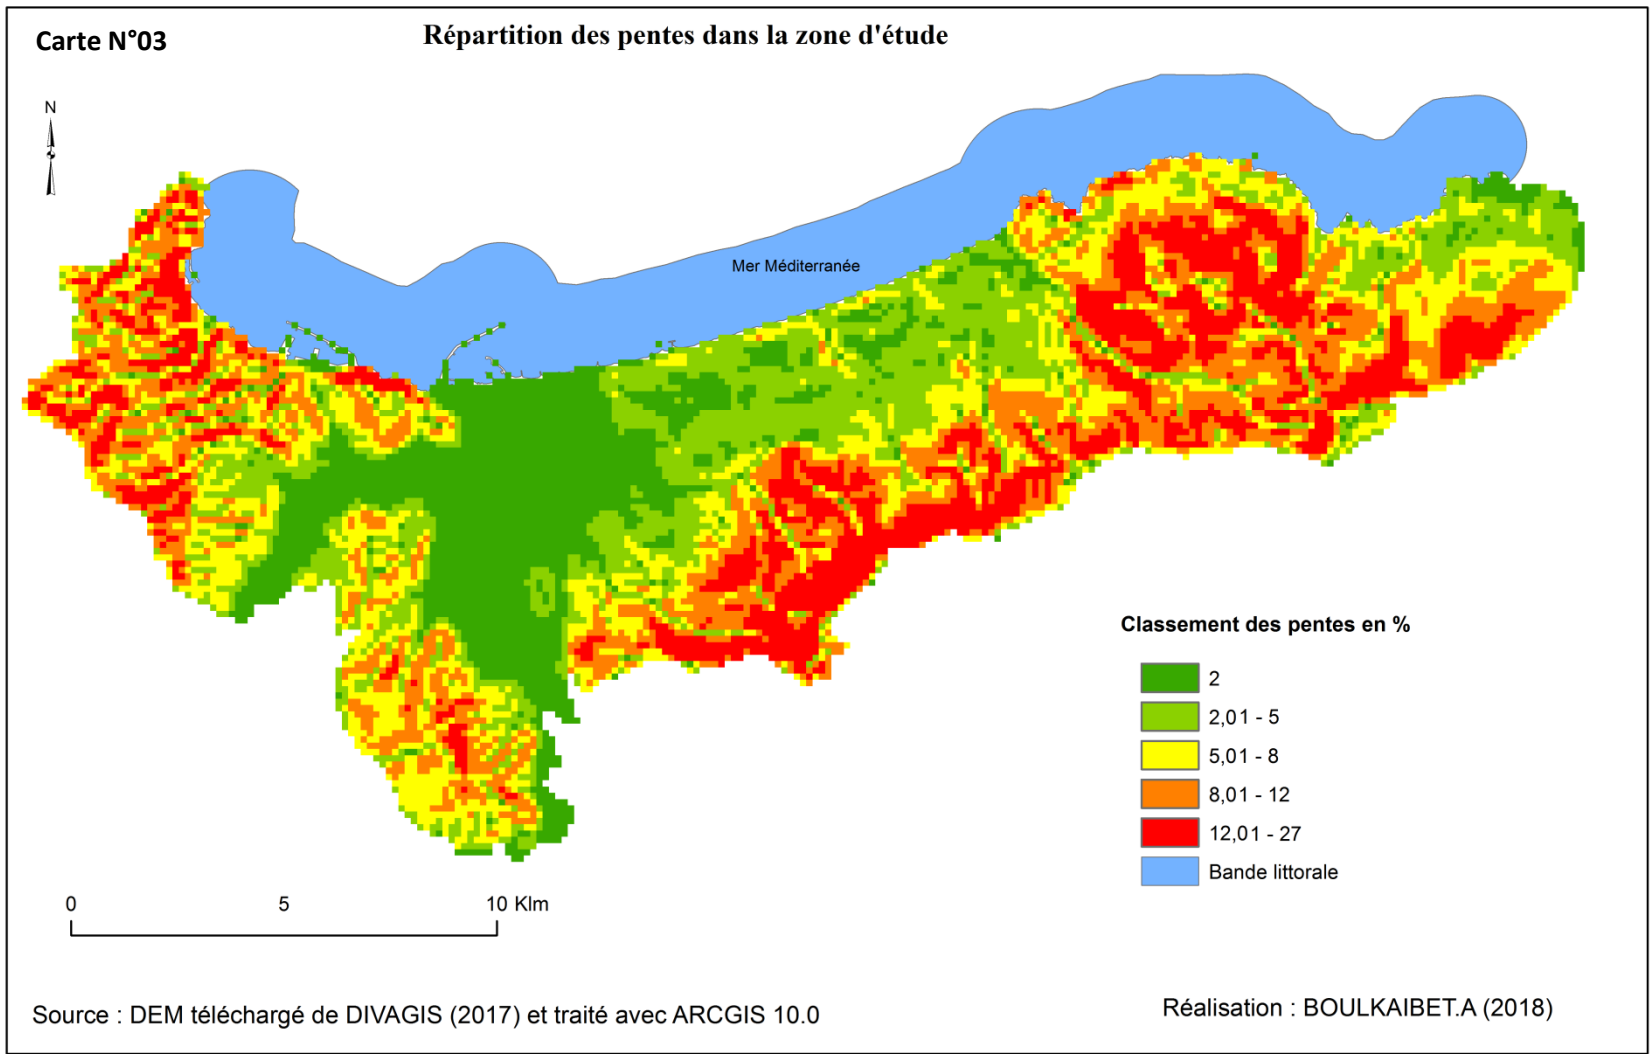 Carte N°03
Répartition des pentes dans la zone d'étude
N
Mer Méditerranée
Classement des pentes en %
2
2,01 - 5
5,01 - 8
8,01 - 12
12,01 - 27
Bande littorale
0 5 10 Klm
Source : DEM téléchargé de DIVAGIS (2017) et traité avec ARCGIS 10.0
Réalisation : BOULKAIBET.A (2018)